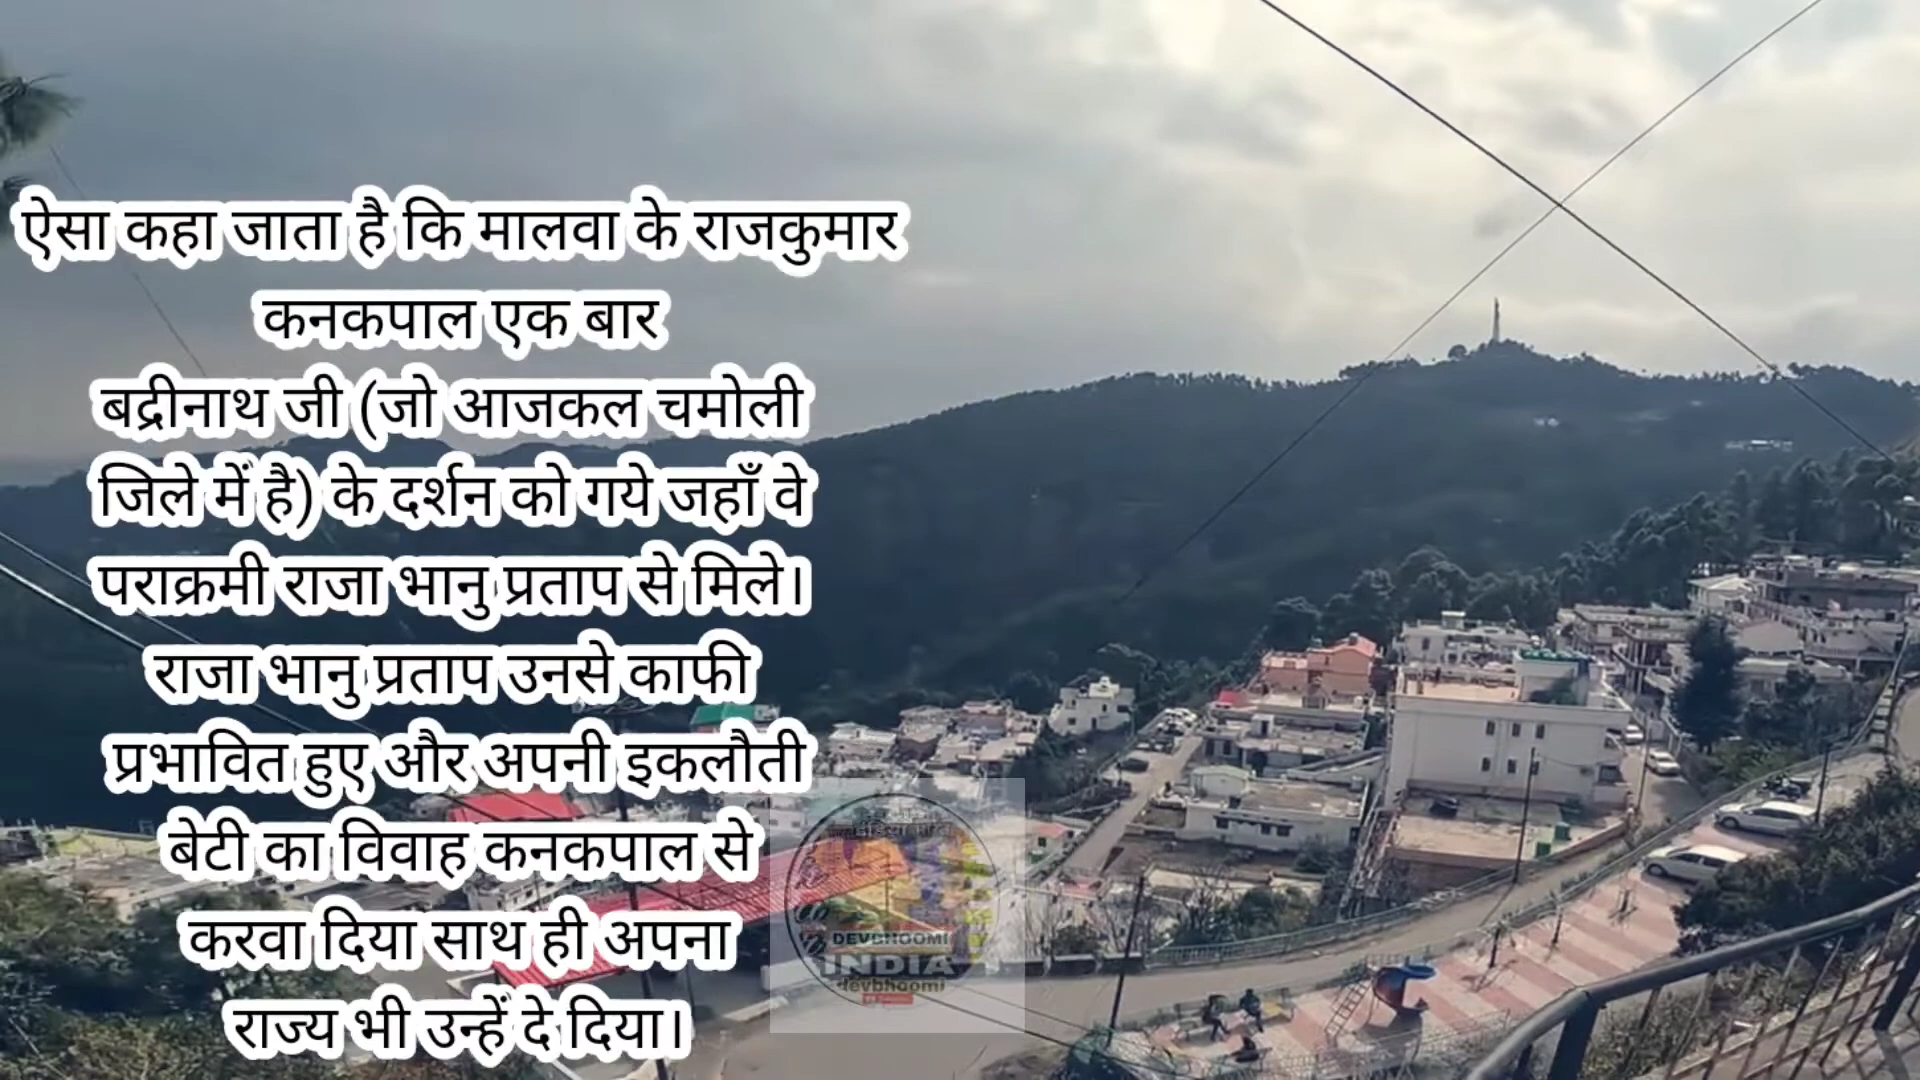 ऐसा कहा जाता है कि मालवा के राजकुमार
कनकपाल एक बार
बद्रीनाथ जी (जो आजकल चमोली
जिले में है) के दर्शन को गये जहाँ वे
पराक्रमी राजा भानु प्रताप से मिले।
राजा भानु प्रताप उनसे काफी
प्रभावित हुए और अपनी इकलौती
बेटी का विवाह कनकपाल से
करवा दिया साथ ही अपना
राज्य भी उन्हें दे दिया।
DEVBHOOMI
INDIA
devbhoomi